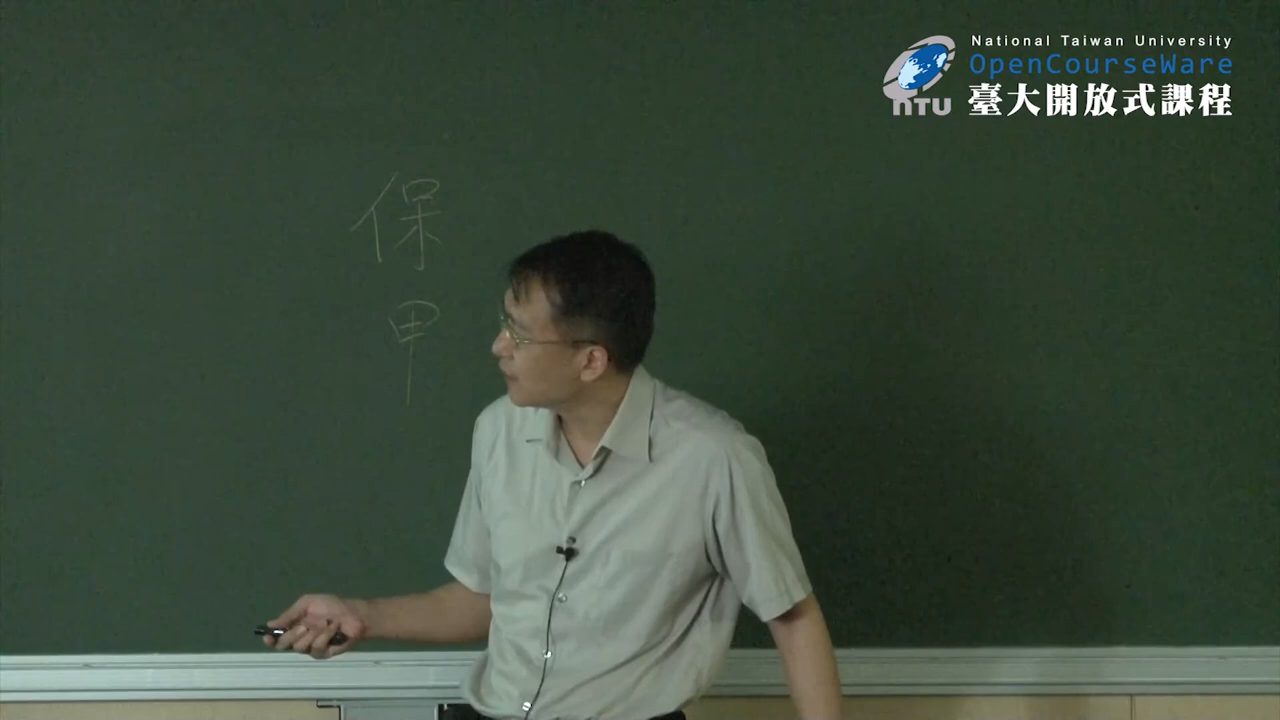 National Taiwan University
OpenCourseWare
臺大開放式課程
NTU
保甲